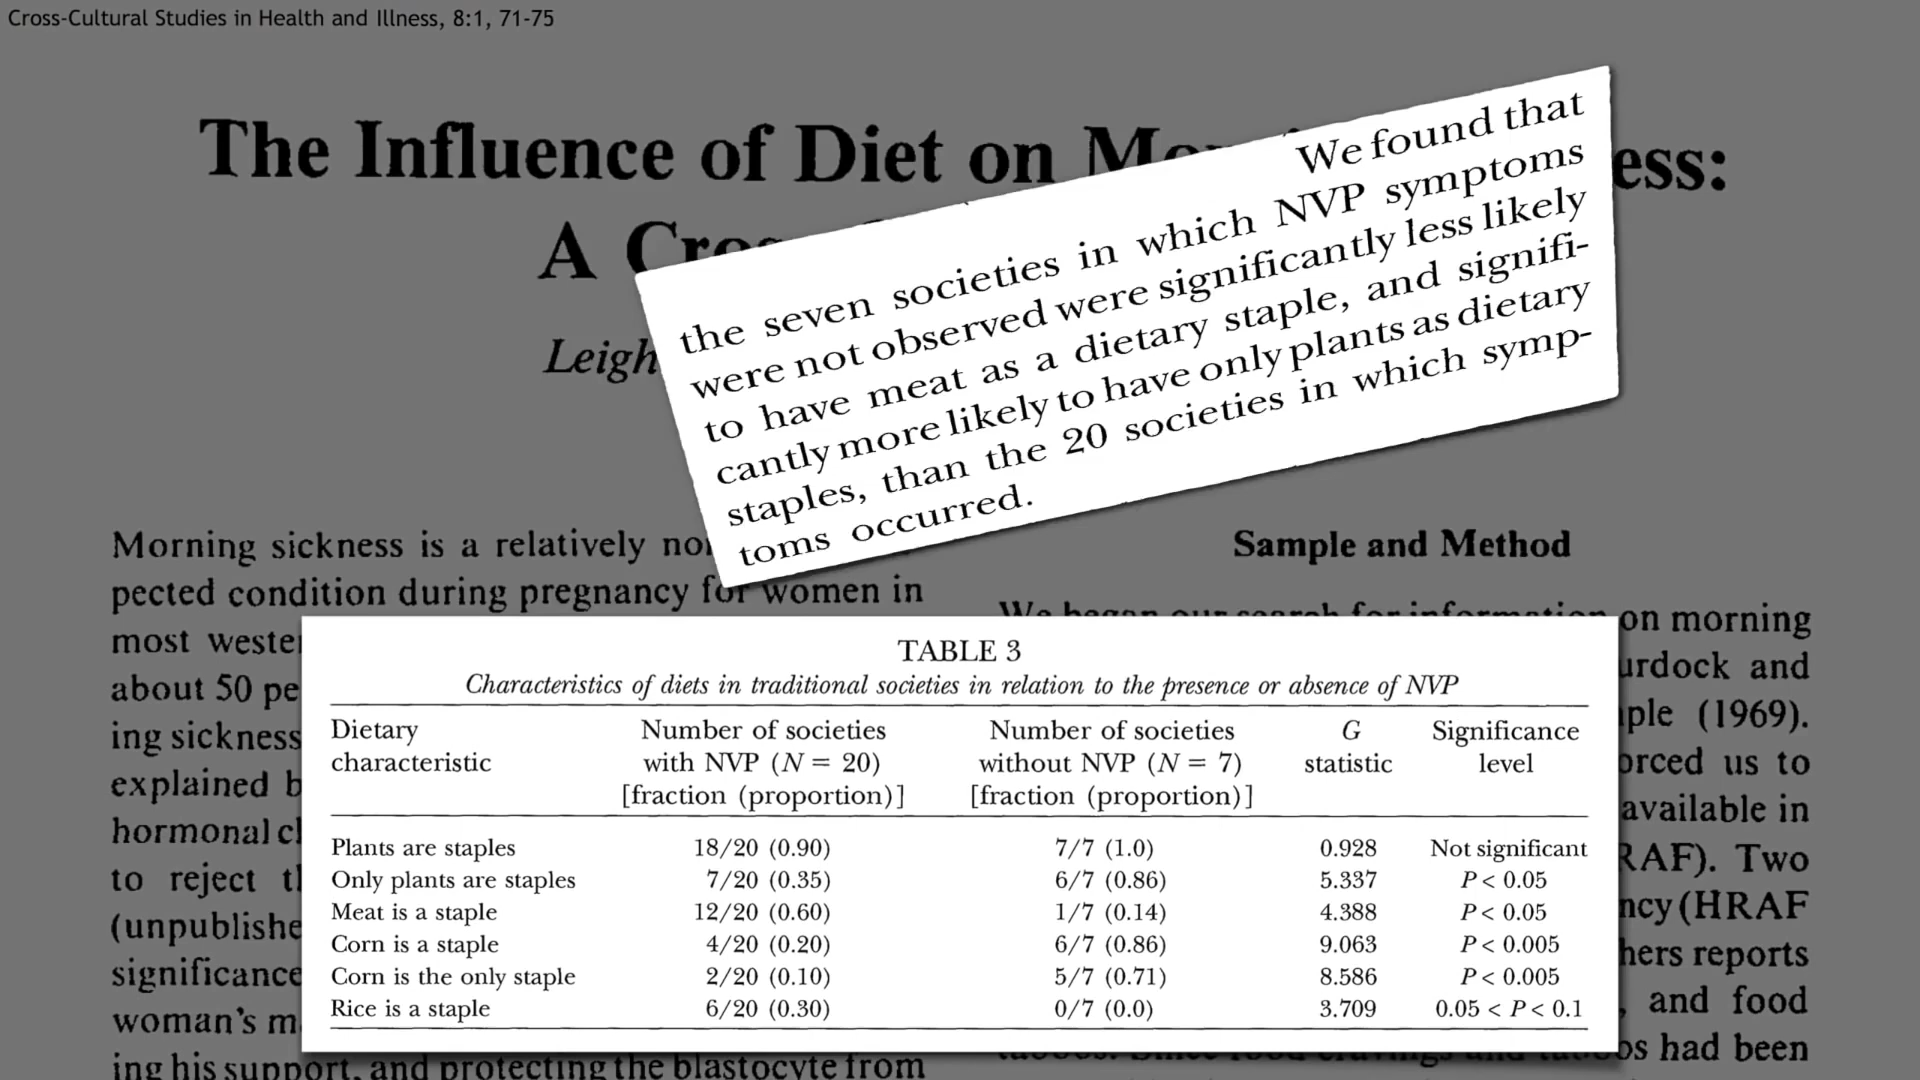 Cross-Cultural Studies in Health and Illness, 8:1, 71-75
The Influence of Diet on
A
Leigh
We found that
the seven societies in which NVP symptoms
were not observed were significantly less likely
to have meat as a dietary staple, and signifi-
cantly more likely to have only plants as dietary
staples, than the 20 societies in which symp-
toms occurred.
Morning sickness is a relatively
pected condition during pregnancy for women in
most
about 50
ing sickness
explained
hormonal
to reject
(unpublishe
significance
woman's
ing his support, and protecting the blastocyte from
Sample and Method
We began our search for information on morning
and
(1969).
us to
available in
Two
(HRAF
reports
, and food
had been
TABLE 3
Characteristics of diets in traditional societies in relation to the presence or absence of NVP
Dietary characteristic
Number of societies with NVP (N = 20) [fraction (proportion)]
Number of societies without NVP (N = 7) [fraction (proportion)]
G statistic
Significance level
Plants are staples 18/20 (0.90) 7/7 (1.0) 0.928 Not significant
Only plants are staples 7/20 (0.35) 6/7 (0.86) 5.337 P < 0.05
Meat is a staple 12/20 (0.60) 1/7 (0.14) 4.388 P < 0.05
Corn is a staple 4/20 (0.20) 6/7 (0.86) 9.063 P < 0.005
Corn is the only staple 2/20 (0.10) 5/7 (0.71) 8.586 P < 0.005
Rice is a staple 6/20 (0.30) 0/7 (0.0) 3.709 0.05 < P < 0.1